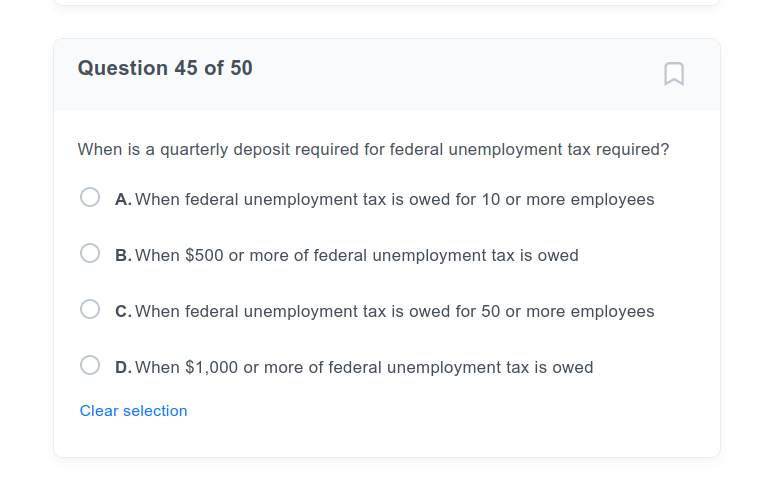 Question 45 of 50
When is a quarterly deposit required for federal unemployment tax required?
A. When federal unemployment tax is owed for 10 or more employees
B. When $500 or more of federal unemployment tax is owed
C. When federal unemployment tax is owed for 50 or more employees
D. When $1,000 or more of federal unemployment tax is owed
Clear selection